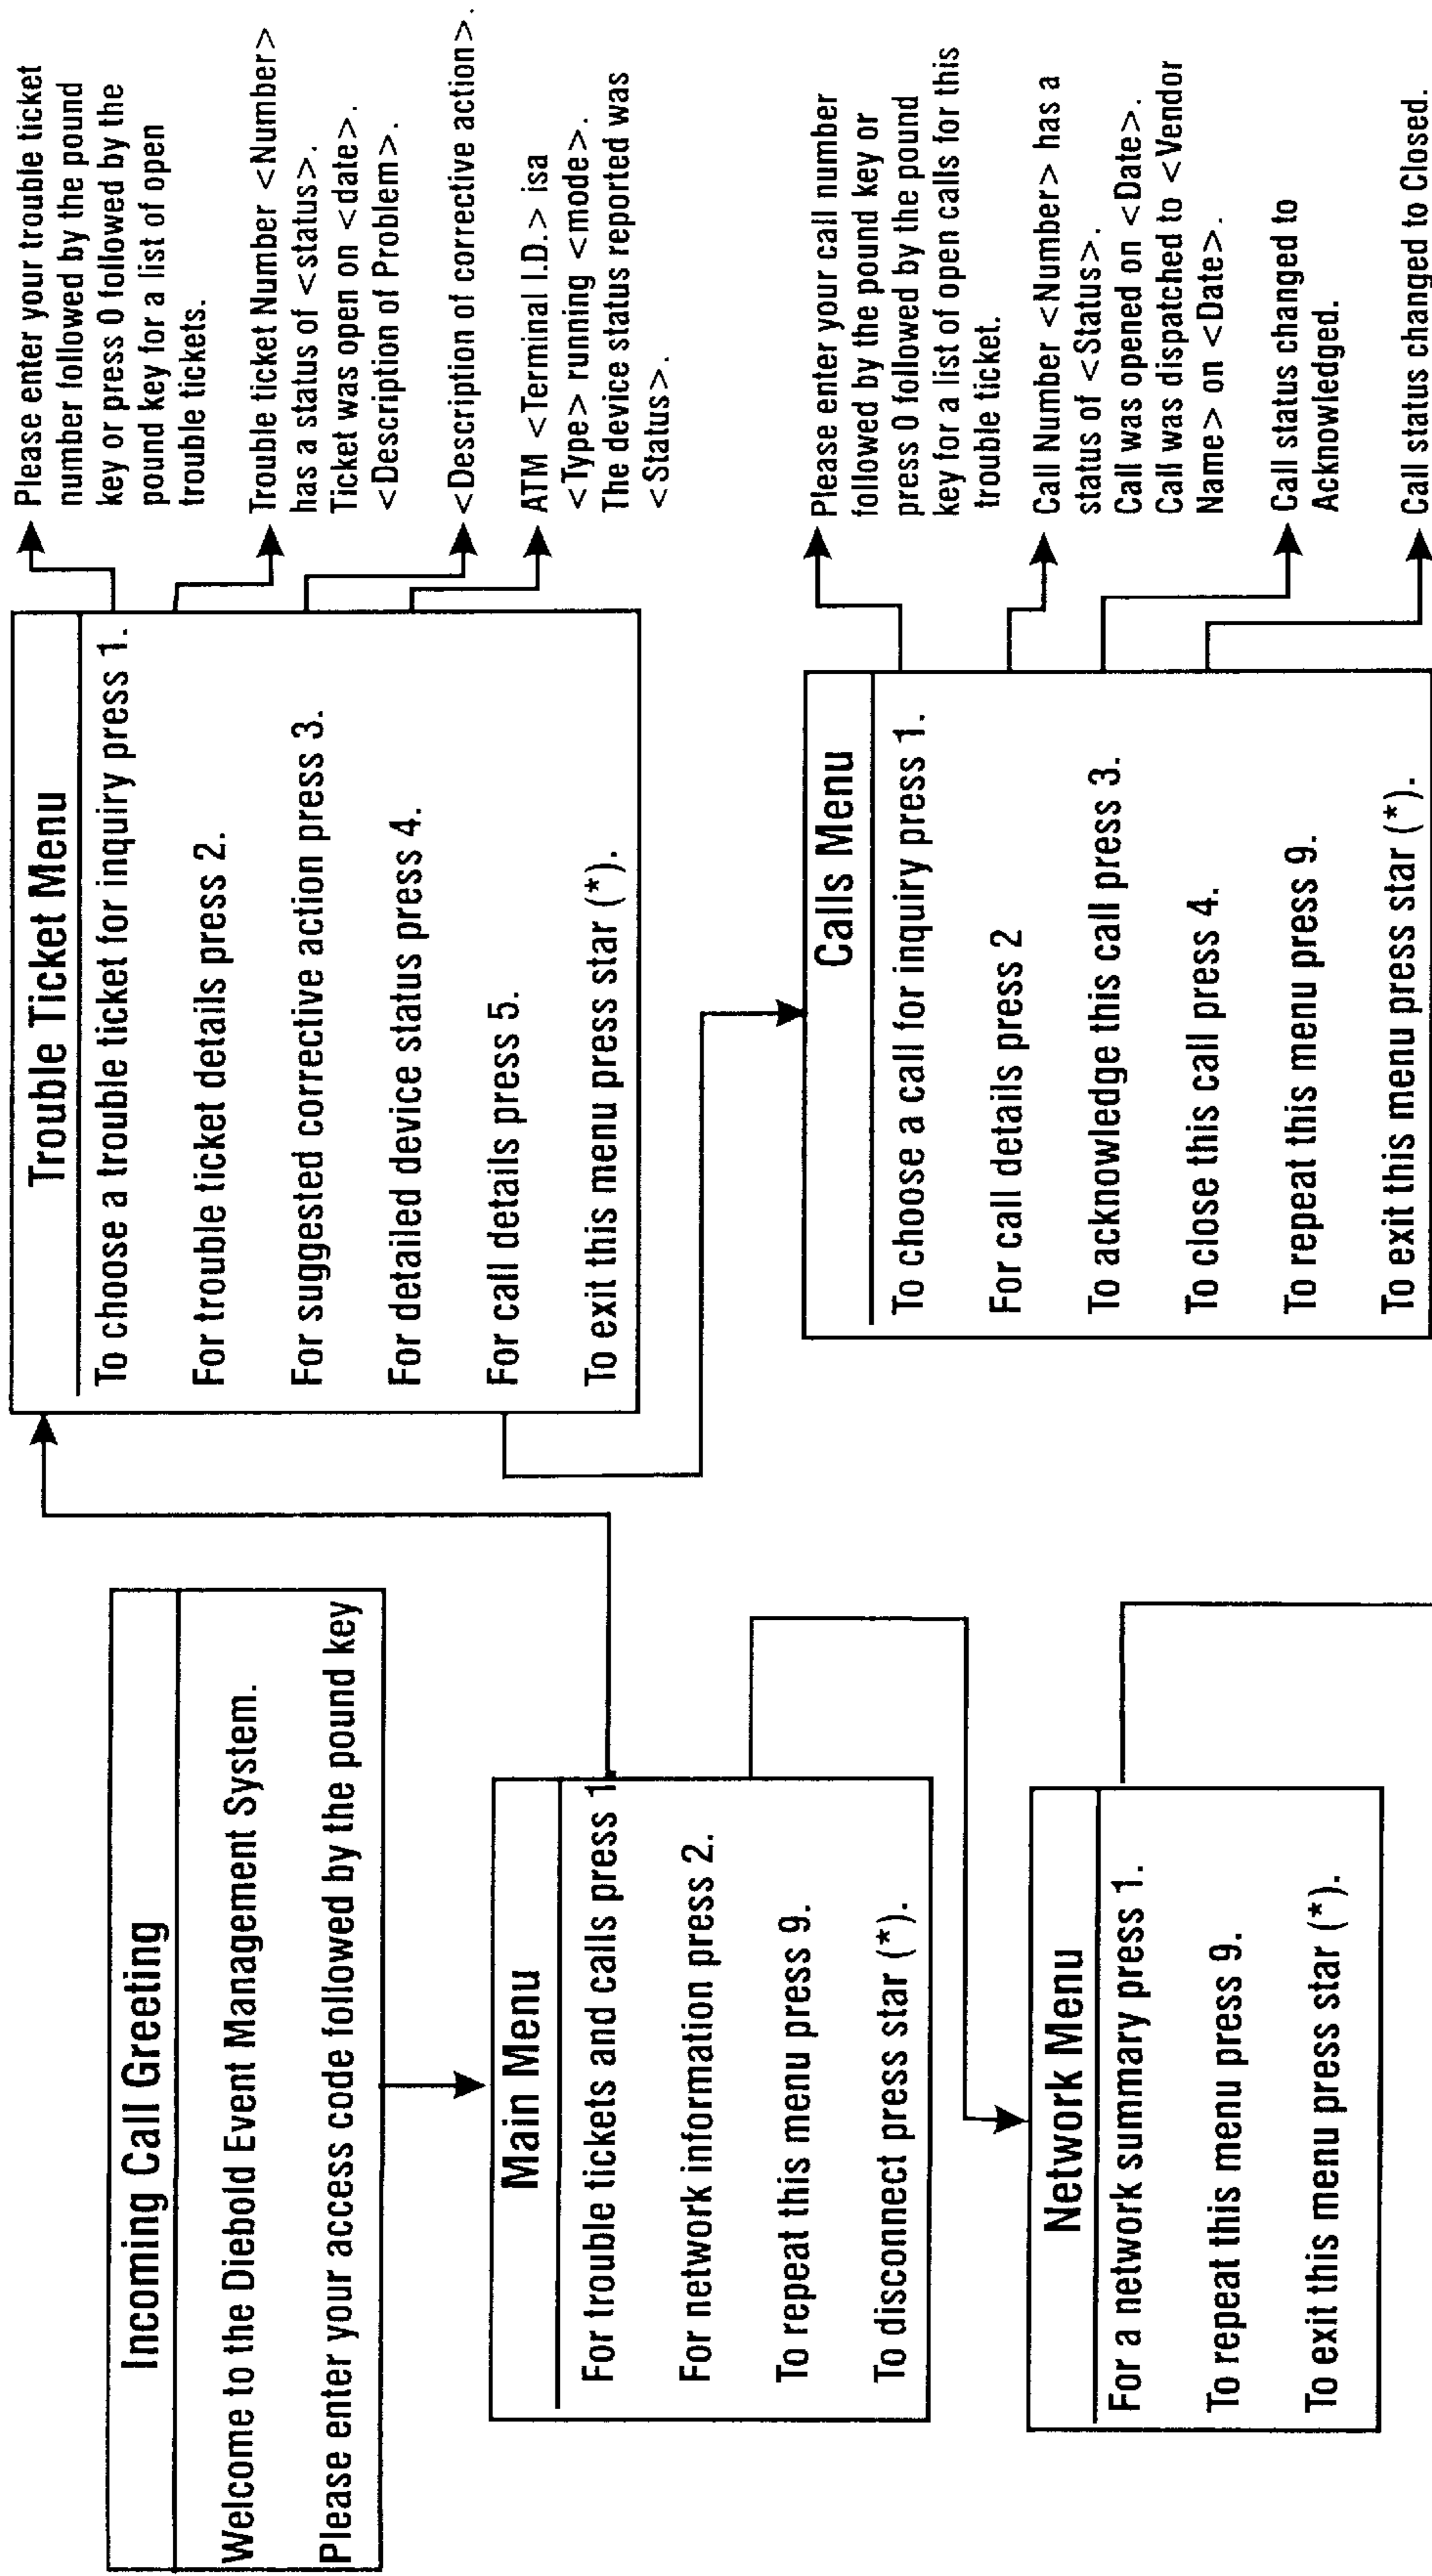 Incoming Call Greeting
Welcome to the Diebold Event Management System.
Please enter your access code followed by the pound key
Main Menu
For trouble tickets and calls press 1
For network information press 2.
To repeat this menu press 9.
To disconnect press star (*).
Network Menu
For a network summary press 1.
To repeat this menu press 9.
To exit this menu press star (*).
Trouble Ticket Menu
To choose a trouble ticket for inquiry press 1.
For trouble ticket details press 2.
For suggested corrective action press 3.
For detailed device status press 4.
For call details press 5.
To exit this menu press star (*).
Please enter your trouble ticket
number followed by the pound
key or press 0 followed by the
pound key for a list of open
trouble tickets.
Trouble ticket Number <Number>
has a status of <status>.
Ticket was open on <date>.
<Description of Problem>.
<Description of corrective action>.
ATM <Terminal I.D.> isa
<Type> running <mode>.
The device status reported was
<Status>.
Calls Menu
To choose a call for inquiry press 1.
For call details press 2
To acknowledge this call press 3.
To close this call press 4.
To repeat this menu press 9.
To exit this menu press star (*).
Please enter your call number
followed by the pound key or
press 0 followed by the pound
key for a list of open calls for this
trouble ticket.
Call Number <Number> has a
status of <Status>.
Call was opened on <Date>.
Call was dispatched to <Vendor
Name> on <Date>.
Call status changed to
Acknowledged.
Call status changed to Closed.